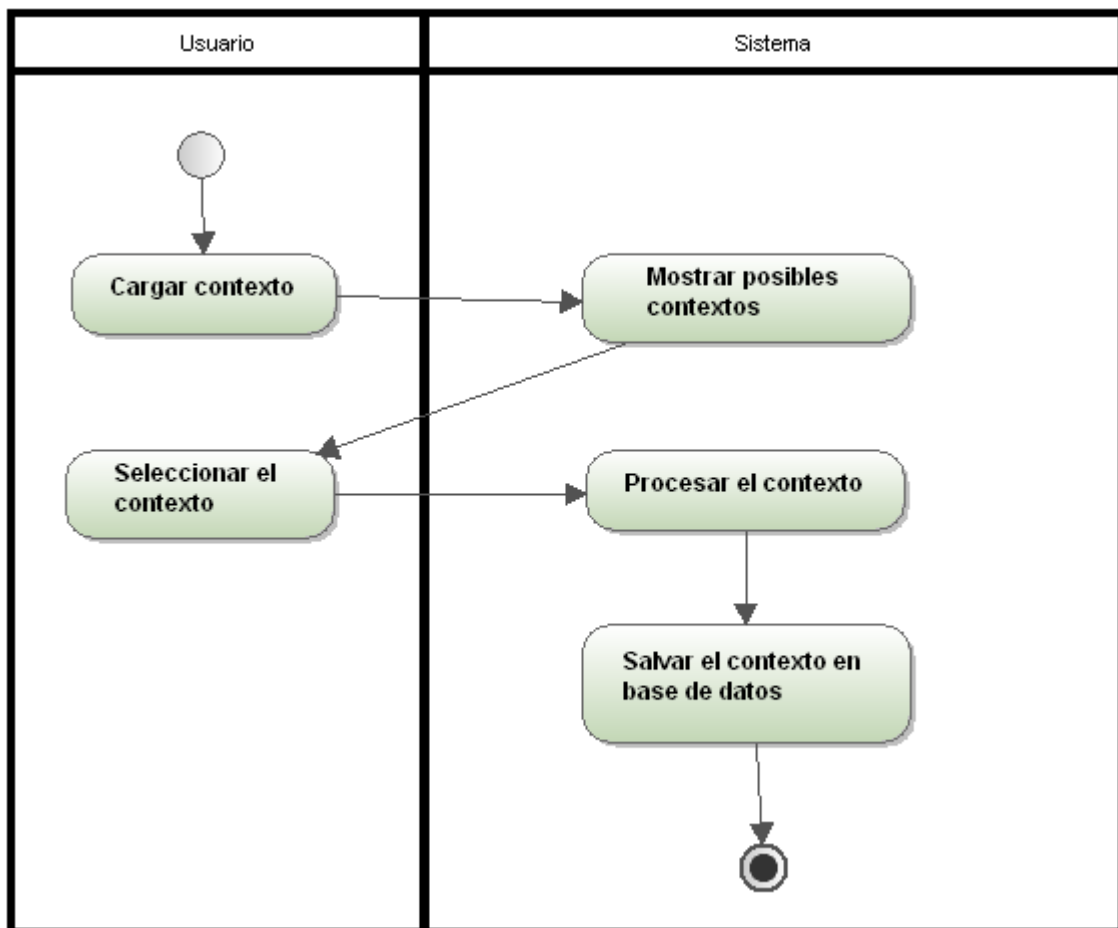 Usuario
Sistema
Cargar contexto
Mostrar posibles
contextos
Seleccionar el
contexto
Procesar el contexto
Salvar el contexto en
base de datos